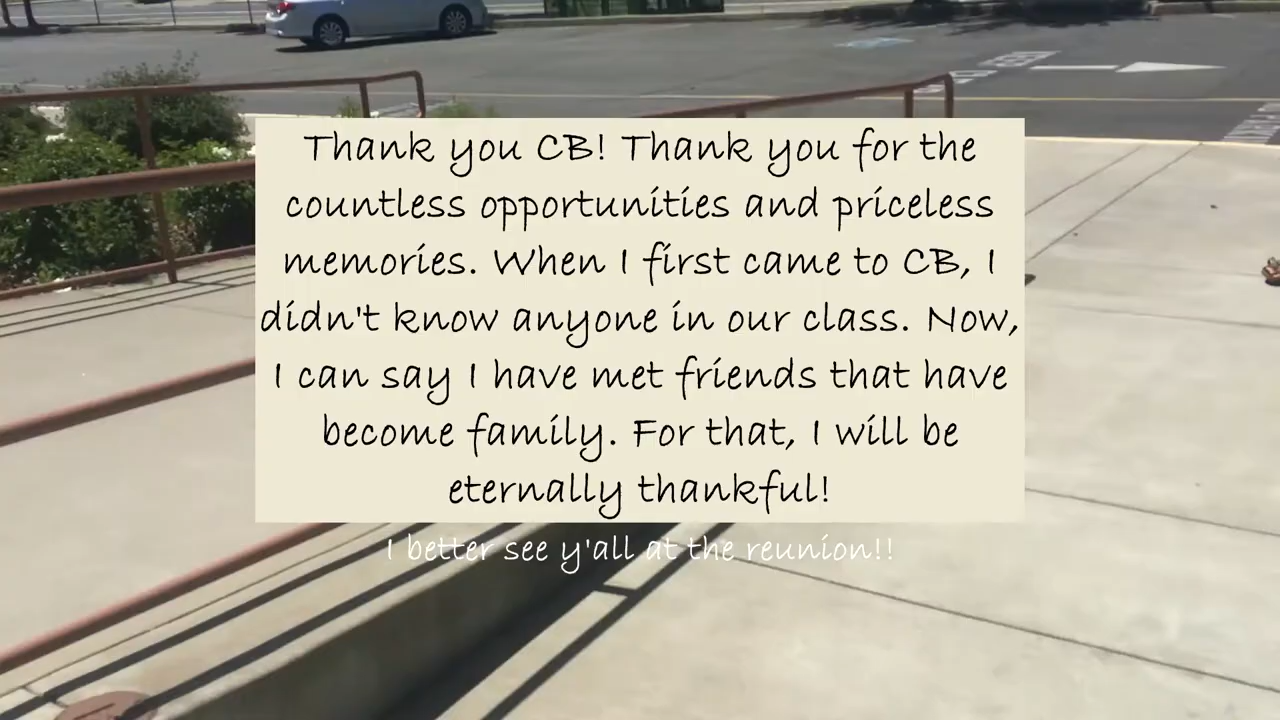 Thank you CB! Thank you for the
countless opportunities and priceless
memories. When I first came to CB, I
didn't know anyone in our class. Now,
I can say I have met friends that have
become family. For that, I will be
eternally thankful!
I better see y'all at the reunion!!